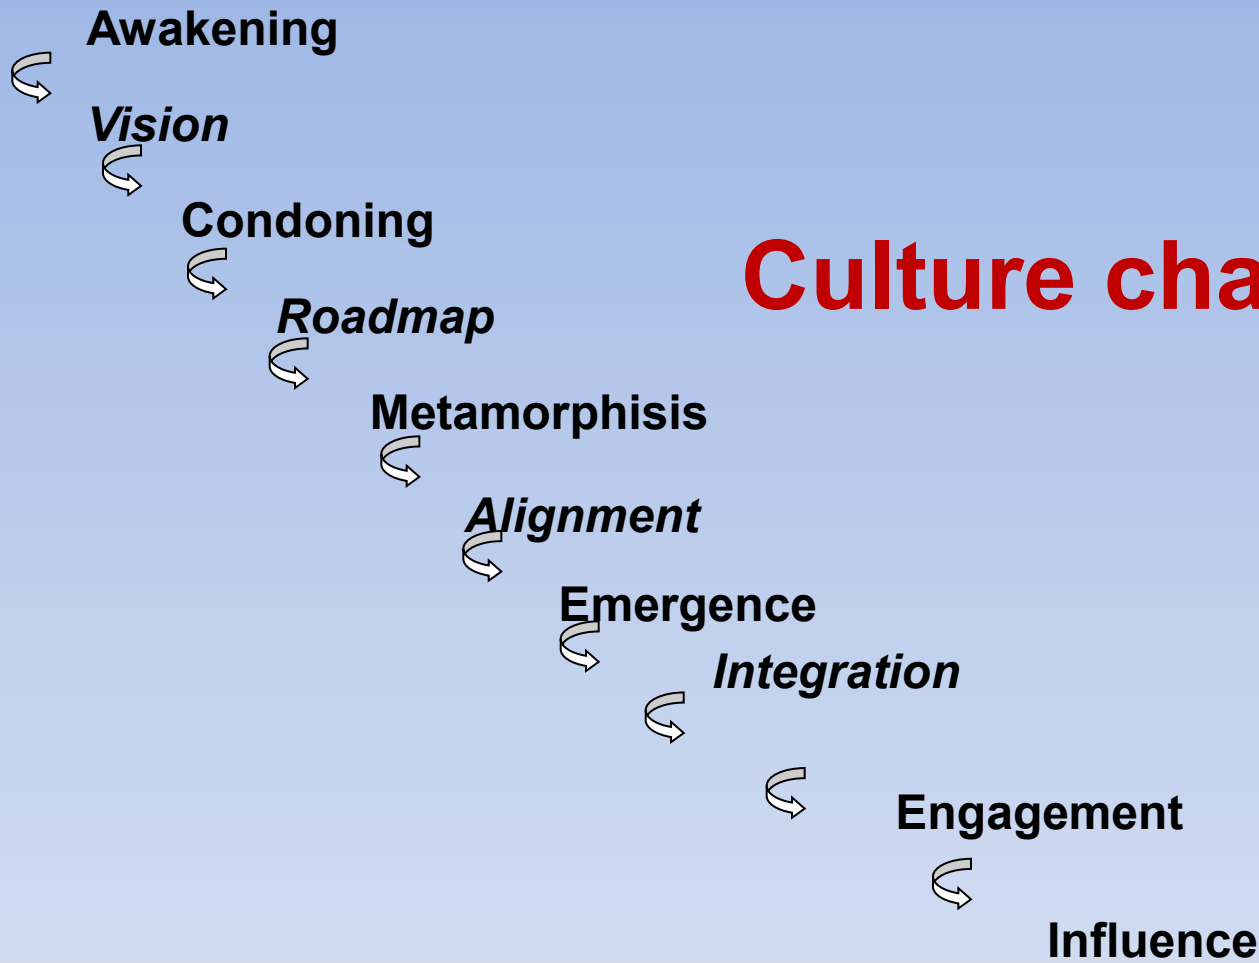 Awakening
Vision
Condoning
Culture cha
Roadmap
Metamorphisis
Alignment
Emergence
Integration
Engagement
Influence